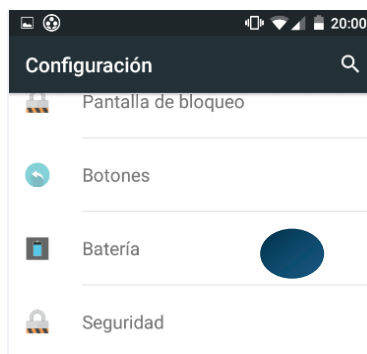 20:00
Configuración
Pantalla de bloqueo
Botones
Batería
Seguridad